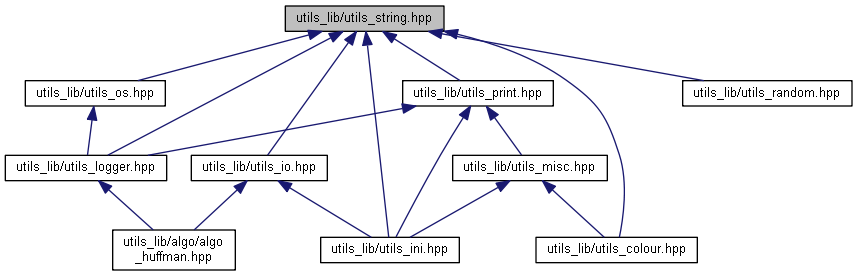 utils_lib/utils_string.hpp
utils_lib/utils_os.hpp
utils_lib/utils_print.hpp
utils_lib/utils_random.hpp
utils_lib/utils_logger.hpp
utils_lib/utils_io.hpp
utils_lib/utils_misc.hpp
utils_lib/algo/algo
_huffman.hpp
utils_lib/utils_ini.hpp
utils_lib/utils_colour.hpp